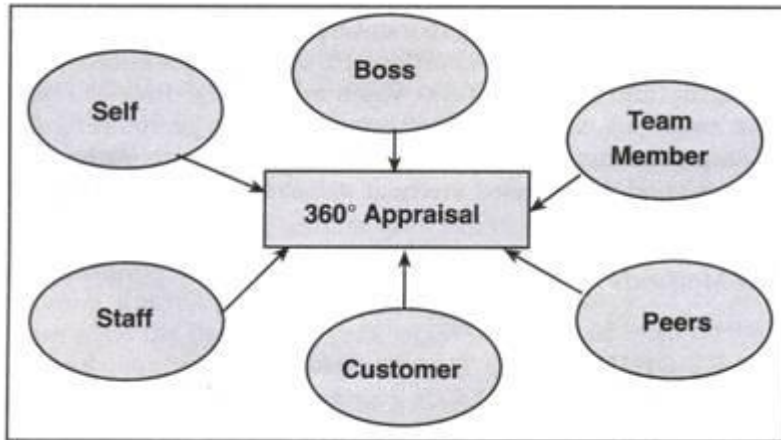 Boss
Self
Team
Member
360° Appraisal
Staff
Customer
Peers